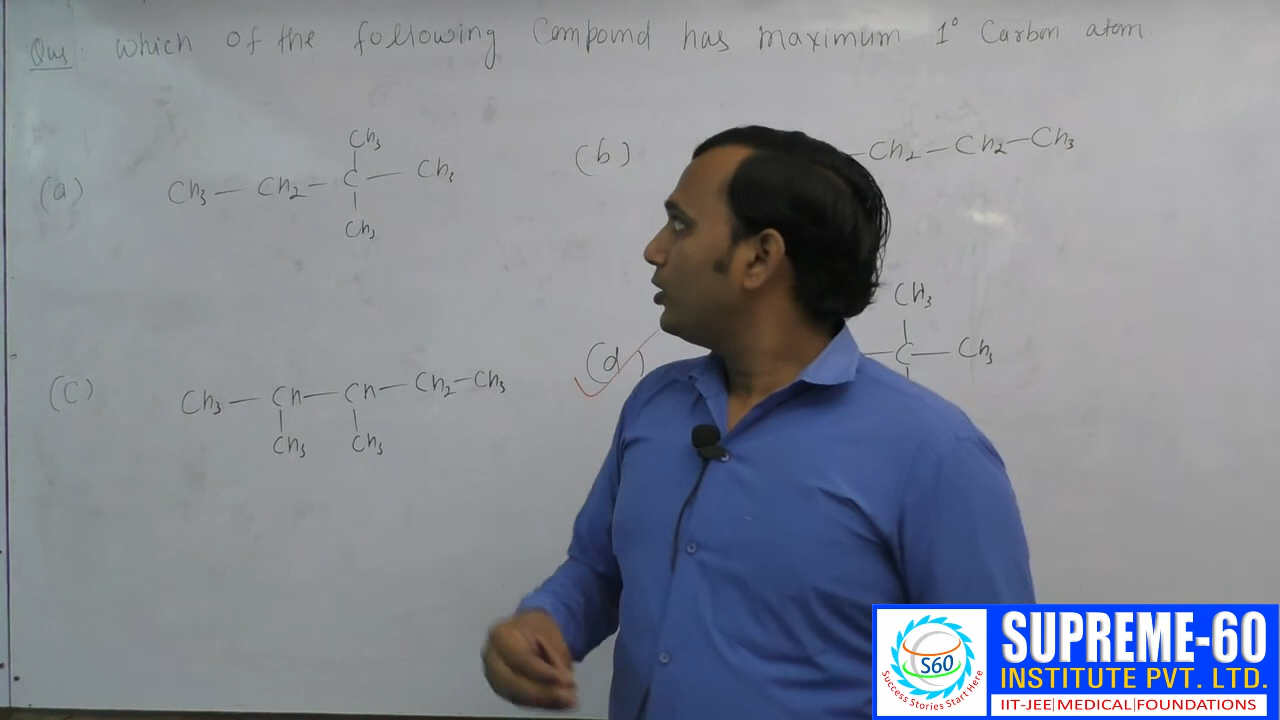 Qus: Which of the following Compound has maximum 1° Carbon atom
(a)
CH₃
CH₃ — CH₂ — C — CH₃
CH₃
(b)
— CH₂ — CH₂ — CH₃
(C)
CH₃ — CH — CH — CH₂ — CH₃
CH₃ CH₃
(d)
CH₃
— C — CH₃
S60
Success Stories Start Here
SUPREME-60
INSTITUTE PVT. LTD.
IIT-JEE|MEDICAL|FOUNDATIONS